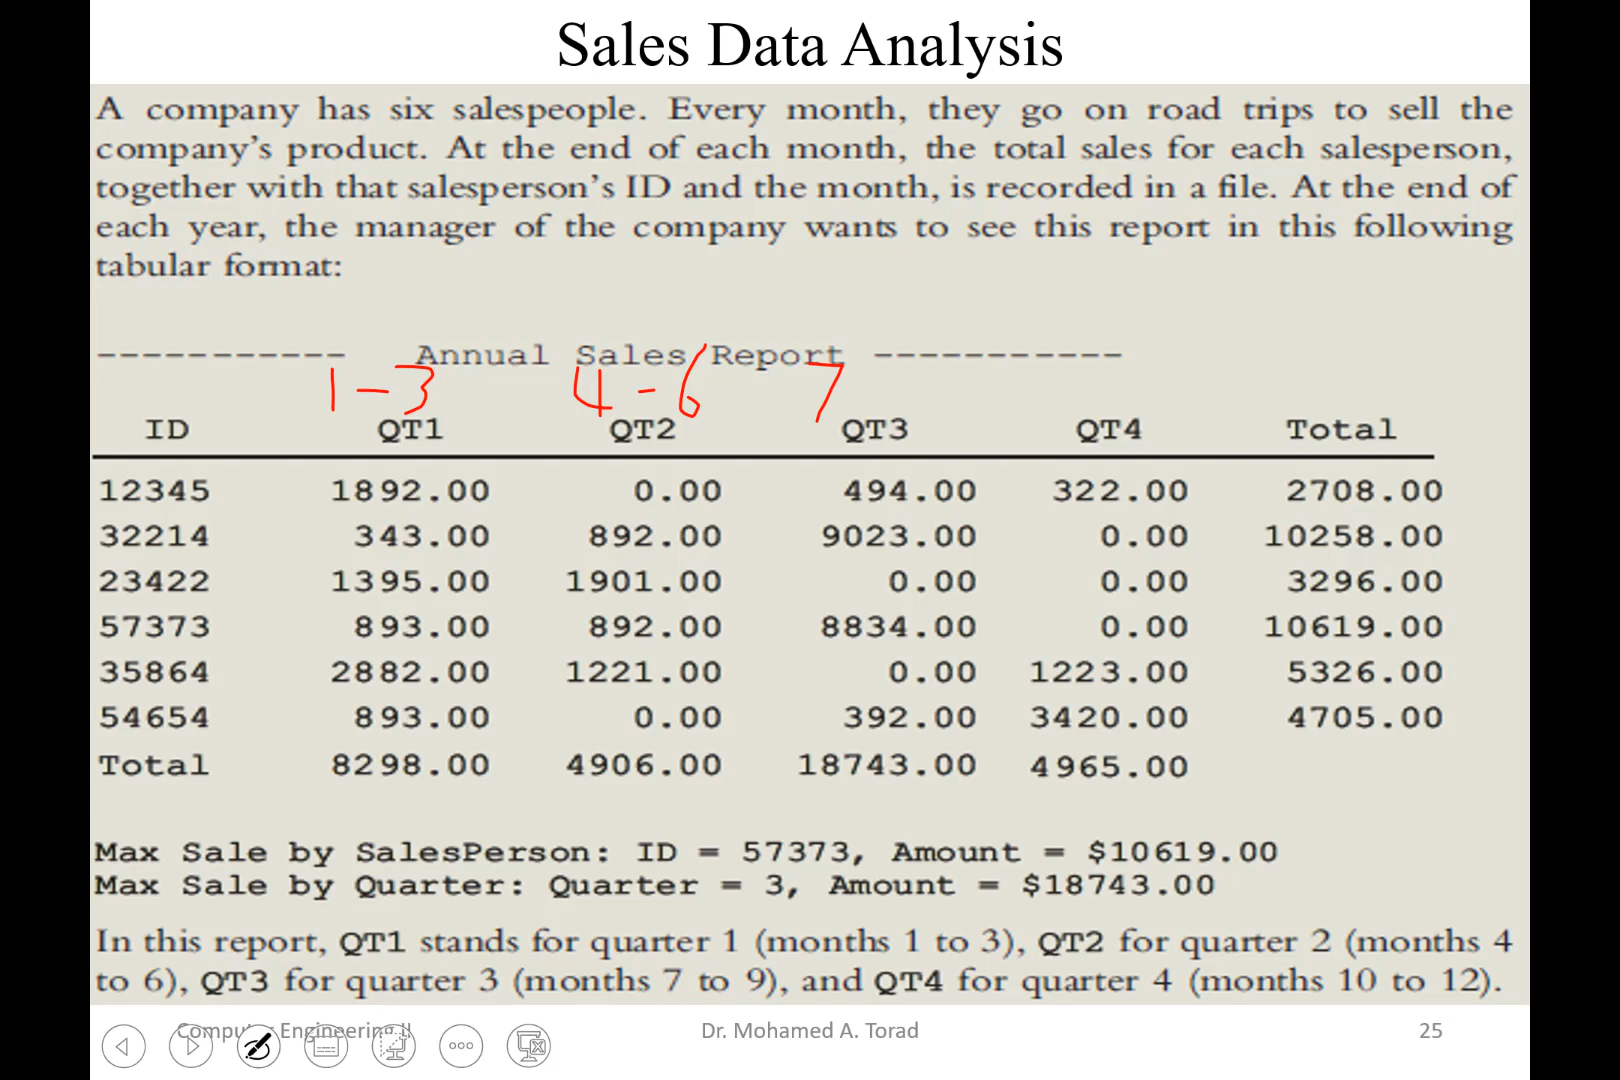 Sales Data Analysis
A company has six salespeople. Every month, they go on road trips to sell the
company's product. At the end of each month, the total sales for each salesperson,
together with that salesperson's ID and the month, is recorded in a file. At the end of
each year, the manager of the company wants to see this report in this following
tabular format:
----------- Annual Sales Report -----------
1-3 4-6 7
ID QT1 QT2 QT3 QT4 Total
12345 1892.00 0.00 494.00 322.00 2708.00
32214 343.00 892.00 9023.00 0.00 10258.00
23422 1395.00 1901.00 0.00 0.00 3296.00
57373 893.00 892.00 8834.00 0.00 10619.00
35864 2882.00 1221.00 0.00 1223.00 5326.00
54654 893.00 0.00 392.00 3420.00 4705.00
Total 8298.00 4906.00 18743.00 4965.00
Max Sale by SalesPerson: ID = 57373, Amount = $10619.00
Max Sale by Quarter: Quarter = 3, Amount = $18743.00
In this report, QT1 stands for quarter 1 (months 1 to 3), QT2 for quarter 2 (months 4
to 6), QT3 for quarter 3 (months 7 to 9), and QT4 for quarter 4 (months 10 to 12).
Computer Engineering II Dr. Mohamed A. Torad 25